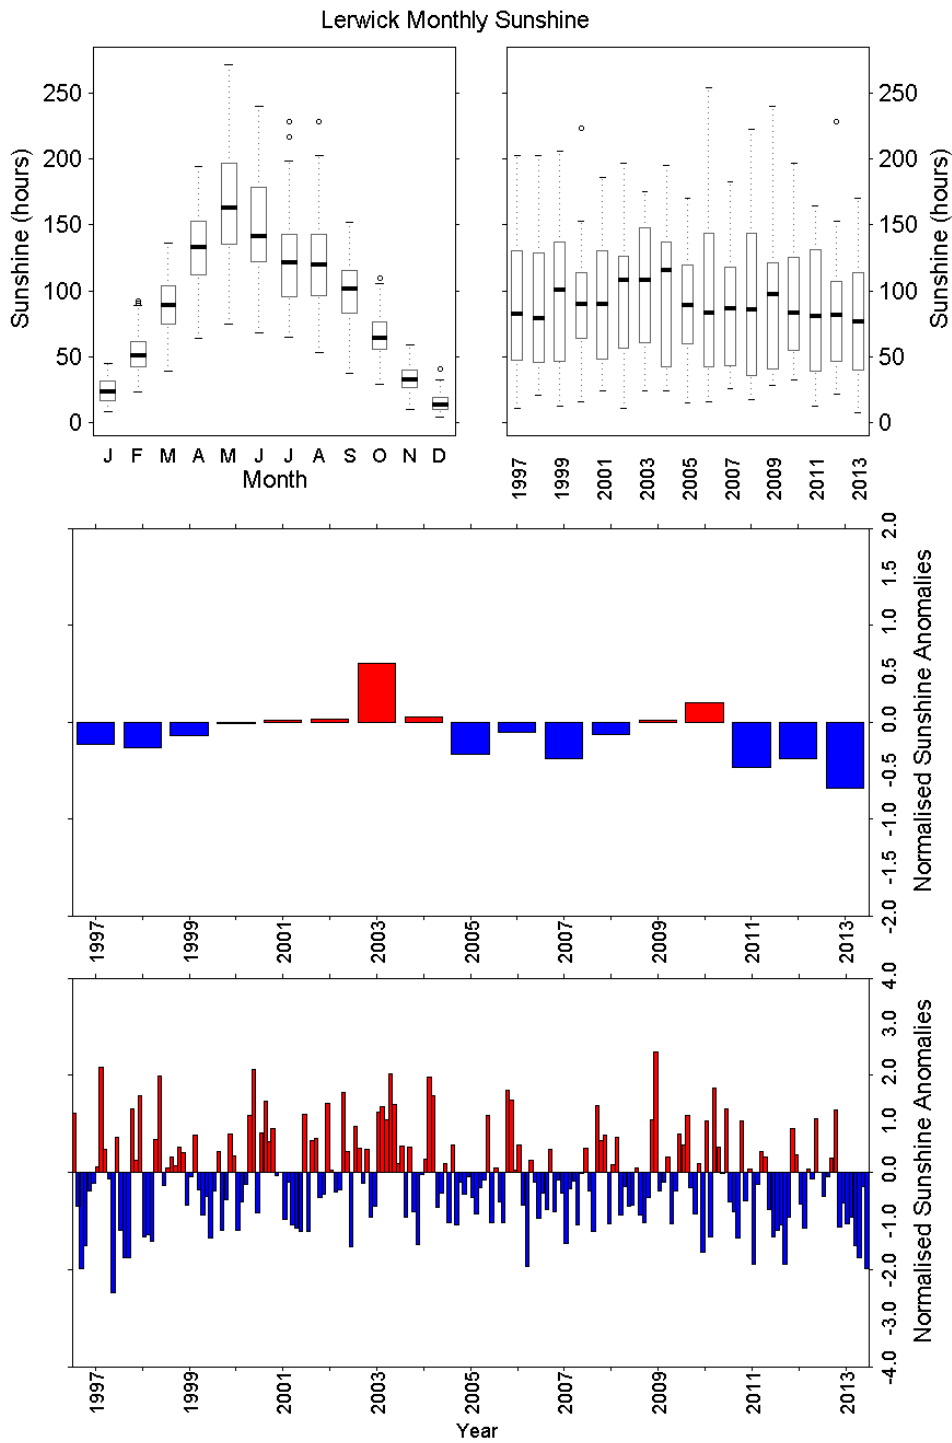 Lerwick Monthly Sunshine
Sunshine (hours)
250
200
150
100
50
0
J F M A M J J A S O N D
Month
250
200
150
100
50
0
Sunshine (hours)
1997 1999 2001 2003 2005 2007 2009 2011 2013
2.0
1.5
1.0
0.5
0.0
-0.5
-1.0
-1.5
-2.0
Normalised Sunshine Anomalies
1997 1999 2001 2003 2005 2007 2009 2011 2013
4.0
3.0
2.0
1.0
0.0
-1.0
-2.0
-3.0
-4.0
Normalised Sunshine Anomalies
1997 1999 2001 2003 2005 2007 2009 2011 2013
Year